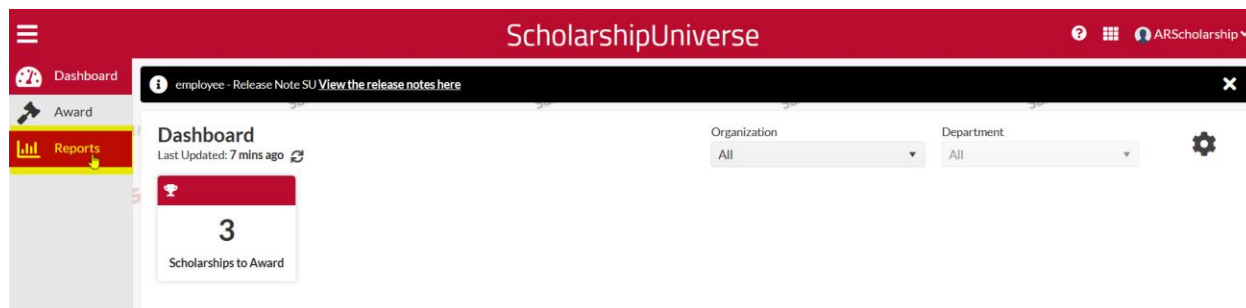 ScholarshipUniverse
ARScholarship
Dashboard
Award
Reports
employee - Release Note SU View the release notes here
Dashboard
Last Updated: 7 mins ago
Organization
All
Department
All
3
Scholarships to Award